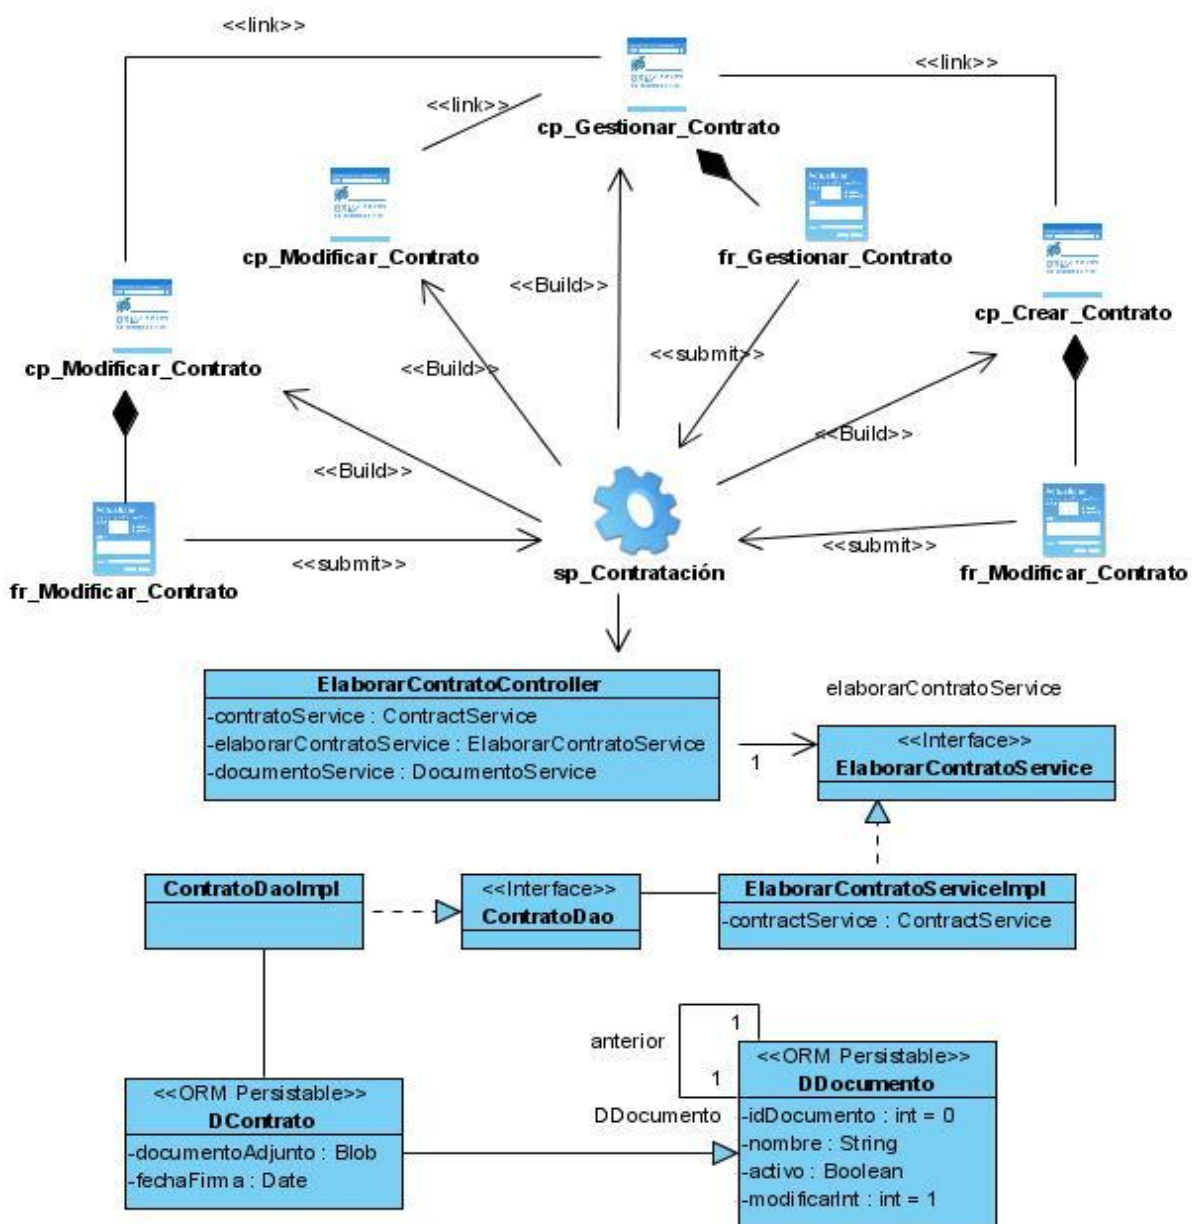 <<link>>
<<link>>
<<link>>
cp_Gestionar_Contrato
cp_Modificar_Contrato
fr_Gestionar_Contrato
<<Build>>
cp_Crear_Contrato
cp_Modificar_Contrato
<<Build>>
<<submit>>
<<Build>>
<<Build>>
<<submit>>
<<submit>>
fr_Modificar_Contrato
sp_Contratación
fr_Modificar_Contrato
ElaborarContratoController
-contratoService : ContractService
-elaborarContratoService : ElaborarContratoService
-documentoService : DocumentoService
elaborarContratoService
1
<<Interface>>
ElaborarContratoService
ContratoDaoImpl
<<Interface>>
ContratoDao
ElaborarContratoServiceImpl
-contractService : ContractService
anterior
1
1
DDocumento
<<ORM Persistable>>
DContrato
-documentoAdjunto : Blob
-fechaFirma : Date
<<ORM Persistable>>
DDocumento
-idDocumento : int = 0
-nombre : String
-activo : Boolean
-modificarInt : int = 1